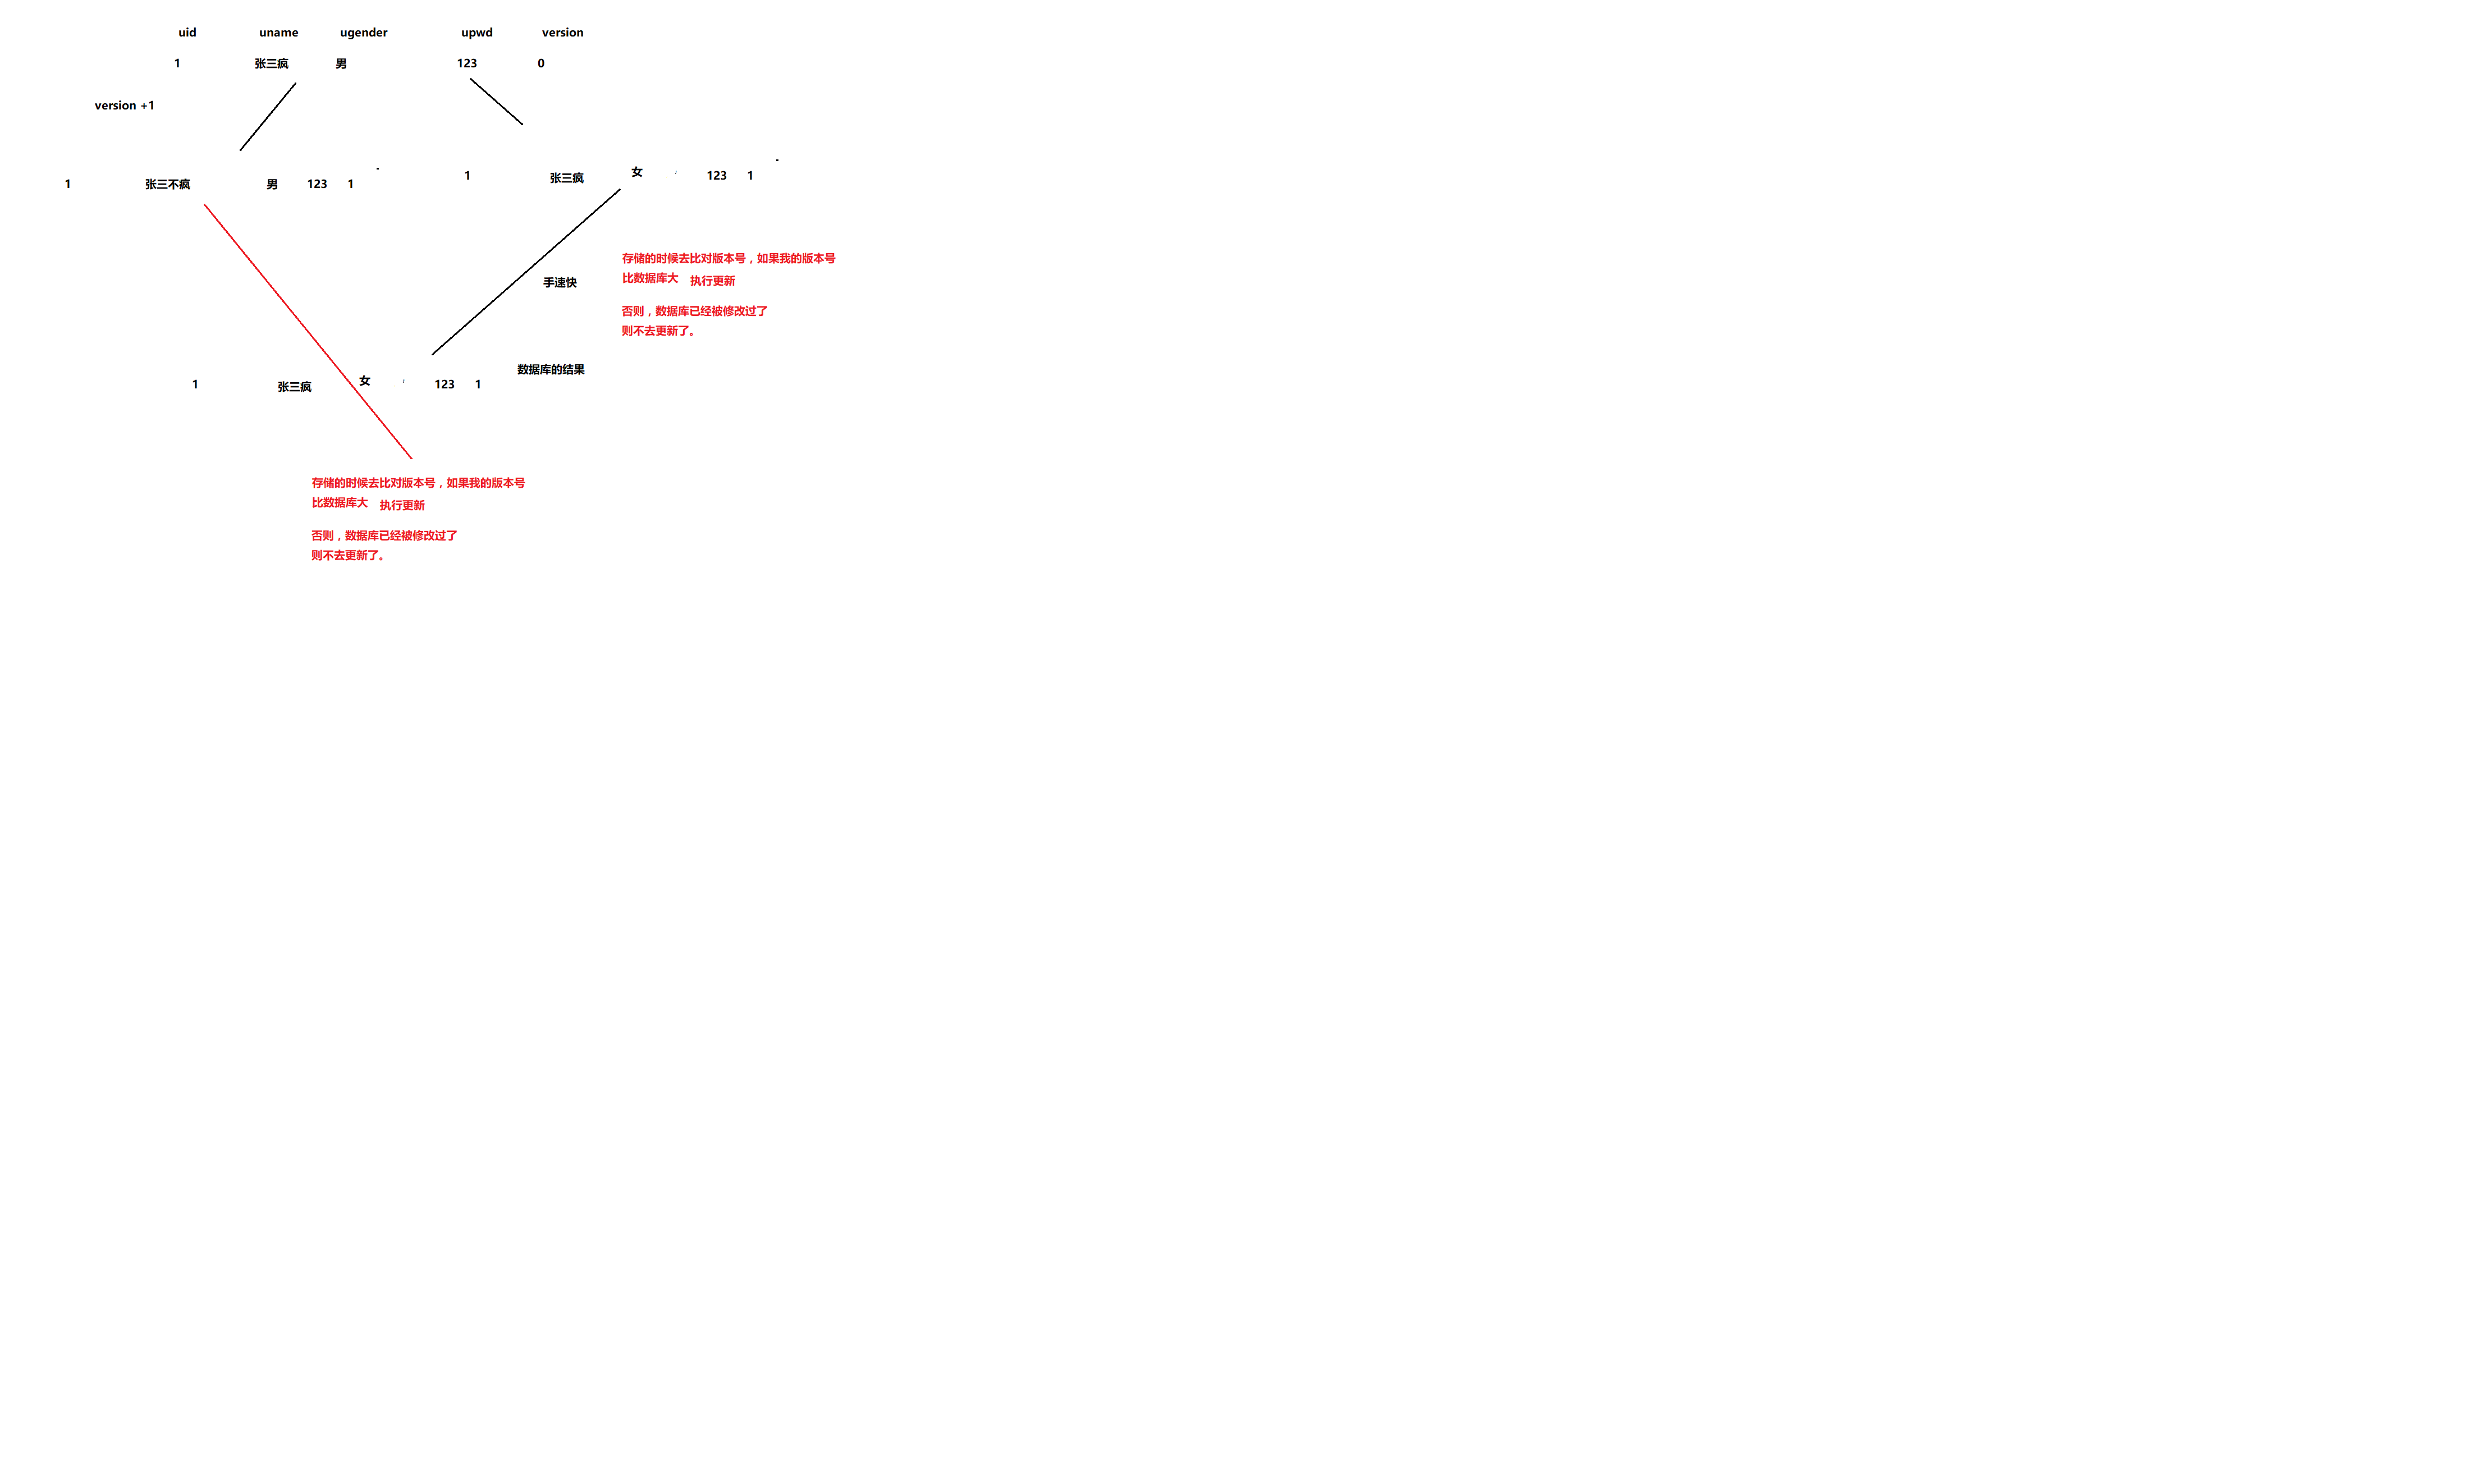 uid uname ugender upwd version
1 张三疯 男 123 0
version +1
1 张三不疯 男 123 1
1 张三疯 女 , 123 1
存储的时候去比对版本号，如果我的版本号
比数据库大 执行更新
手速快
否则，数据库已经被修改过了
则不去更新了。
数据库的结果
1 张三疯 女 , 123 1
存储的时候去比对版本号，如果我的版本号
比数据库大 执行更新
否则，数据库已经被修改过了
则不去更新了。